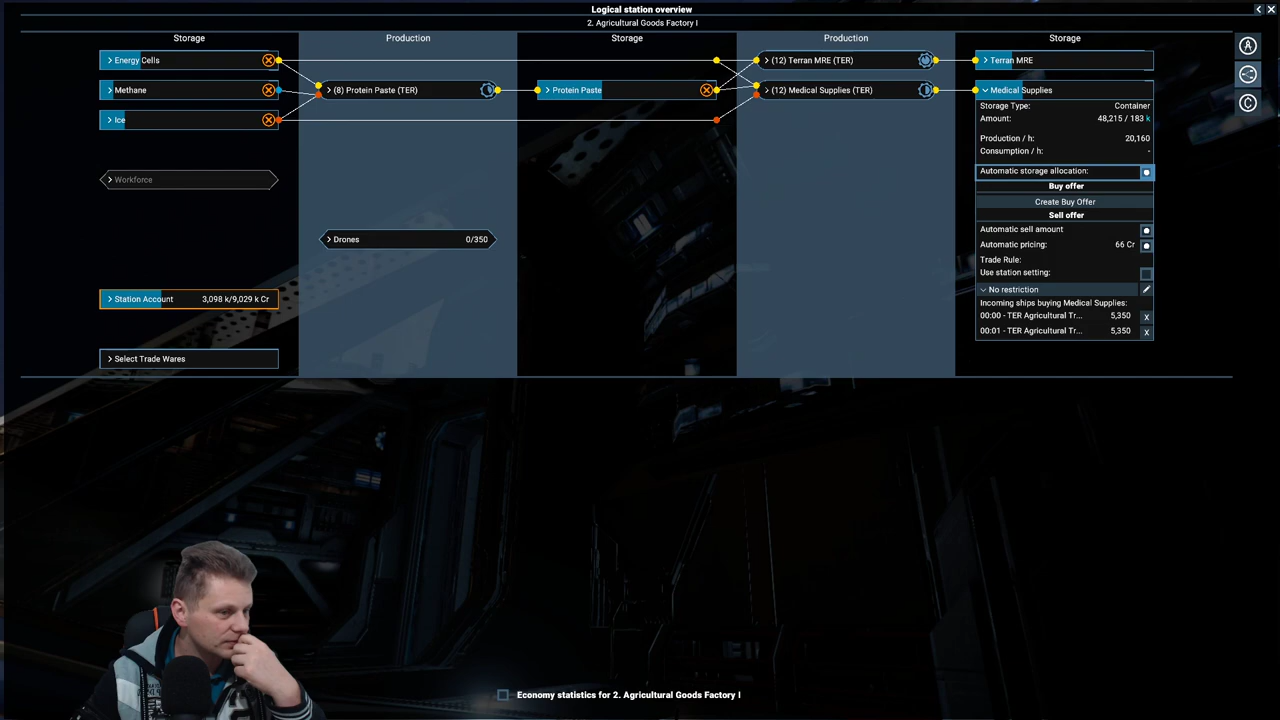 Logical station overview
2. Agricultural Goods Factory I
Storage
Production
Storage
Production
Storage
Energy Cells
(12) Terran MRE (TER)
Terran MRE
Methane
(8) Protein Paste (TER)
Protein Paste
(12) Medical Supplies (TER)
Medical Supplies
Storage Type: Container
Amount: 48,215 / 183 k
Ice
Production / h: 20,160
Consumption / h: -
Automatic storage allocation:
Workforce
Buy offer
Create Buy Offer
Sell offer
Automatic sell amount
Drones 0/350
Automatic pricing: 66 Cr
Trade Rule:
Use station setting:
No restriction
Station Account 3,098 k/9,029 k Cr
Incoming ships buying Medical Supplies:
00:00 - TER Agricultural Tr... 5,350 x
00:01 - TER Agricultural Tr... 5,350 x
Select Trade Wares
Economy statistics for 2. Agricultural Goods Factory I